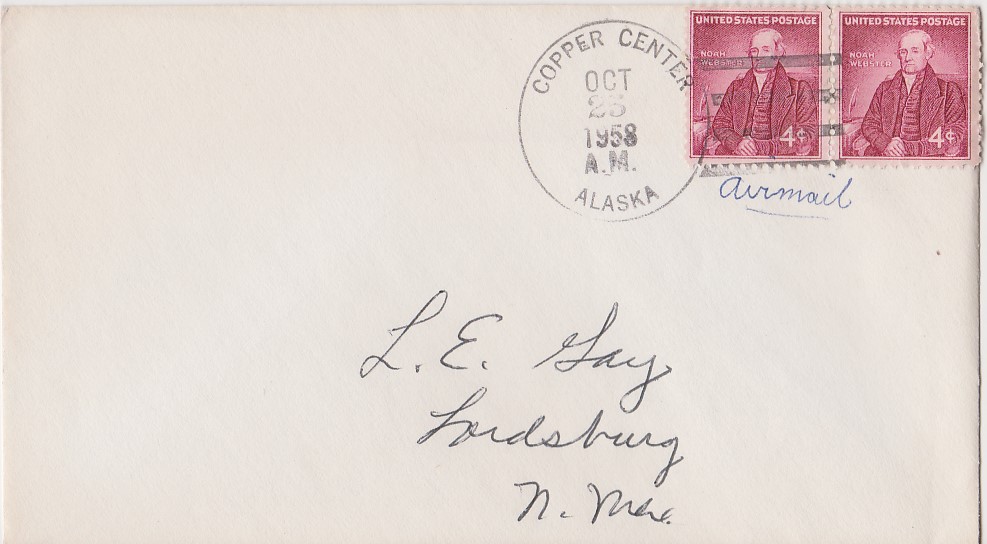 UNITED STATES POSTAGE
NOAH
WEBSTER
4¢
UNITED STATES POSTAGE
NOAH
WEBSTER
4¢
COPPER CENTER
OCT
1958
A.M.
ALASKA
airmail
L. E. Gay
Lordsburg
N. Mex.